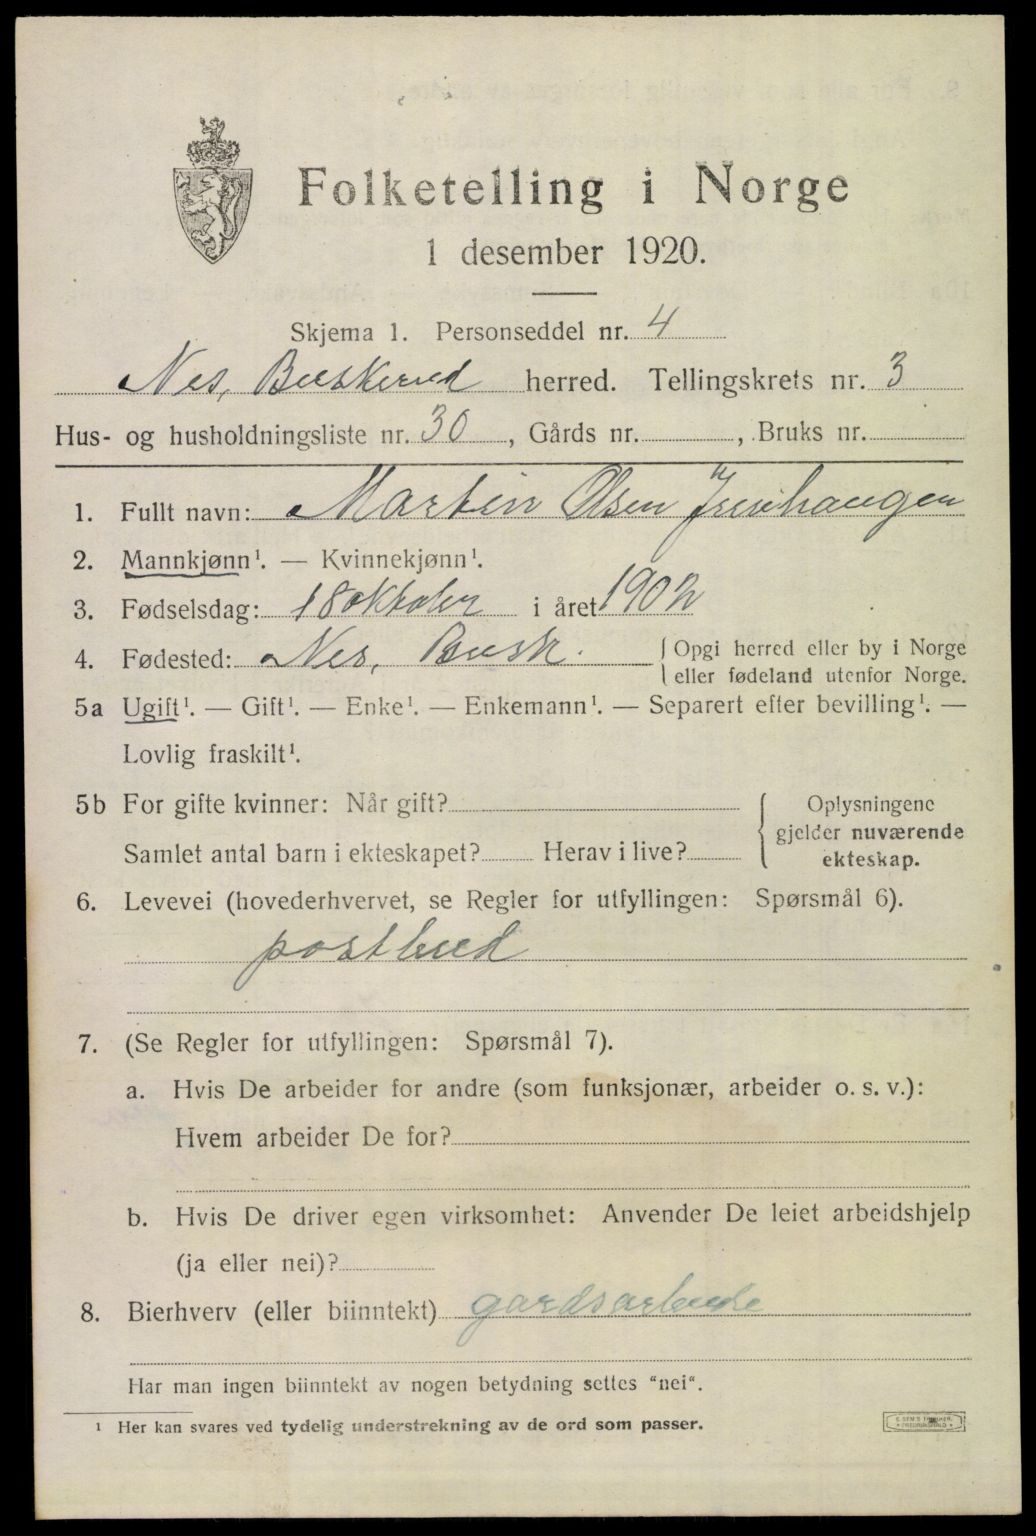 Folketelling i Norge
1 desember 1920.
Skjema 1. Personseddel nr. 4
Nes, Buskerud herred. Tellingskrets nr. 3
Hus- og husholdningsliste nr. 30, Gårds nr. , Bruks nr.
1. Fullt navn: Martin Olsen
2. Mannkjønn¹. — Kvinnekjønn¹.
3. Fødselsdag: 18 oktober i året 1902
4. Fødested: Nes, Busk. Opgi herred eller by i Norge
eller fødeland utenfor Norge.
5a Ugift¹. — Gift¹. — Enke¹. — Enkemann¹. — Separert efter bevilling¹. —
Lovlig fraskilt¹.
5b For gifte kvinner: Når gift? Oplysningene
gjelder nuværende
Samlet antal barn i ekteskapet? Herav i live? ekteskap.
6. Levevei (hovederhvervet, se Regler for utfyllingen: Spørsmål 6).
postbud
7. (Se Regler for utfyllingen: Spørsmål 7).
a. Hvis De arbeider for andre (som funksjonær, arbeider o. s. v.):
Hvem arbeider De for?
b. Hvis De driver egen virksomhet: Anvender De leiet arbeidshjelp
(ja eller nei)?
8. Bierhverv (eller biinntekt) gardsarbeide
Har man ingen biinntekt av nogen betydning settes "nei".
¹ Her kan svares ved tydelig understrekning av de ord som passer.